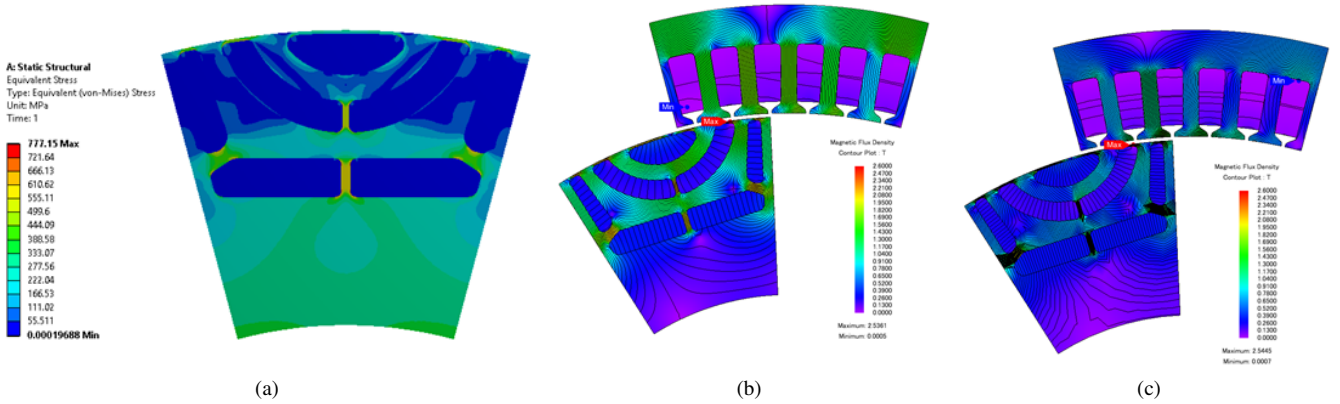 A: Static Structural
Equivalent Stress
Type: Equivalent (von-Mises) Stress
Unit: MPa
Time: 1
777.15 Max
721.64
666.13
610.62
555.11
499.6
444.09
388.58
333.07
277.56
222.04
166.53
111.02
55.511
0.00019688 Min
(a)
Min
Max
Magnetic Flux Density
Contour Plot : T
2.6000
2.4700
2.3400
2.2100
2.0800
1.9500
1.8200
1.6900
1.5600
1.4300
1.3000
1.1700
1.0400
0.9100
0.7800
0.6500
0.5200
0.3900
0.2600
0.1300
0.0000
Maximum: 2.5361
Minimum: 0.0005
(b)
Min
Max
Magnetic Flux Density
Contour Plot : T
2.6000
2.4700
2.3400
2.2100
2.0800
1.9500
1.8200
1.6900
1.5600
1.4300
1.3000
1.1700
1.0400
0.9100
0.7800
0.6500
0.5200
0.3900
0.2600
0.1300
0.0000
Maximum: 2.5445
Minimum: 0.0007
(c)